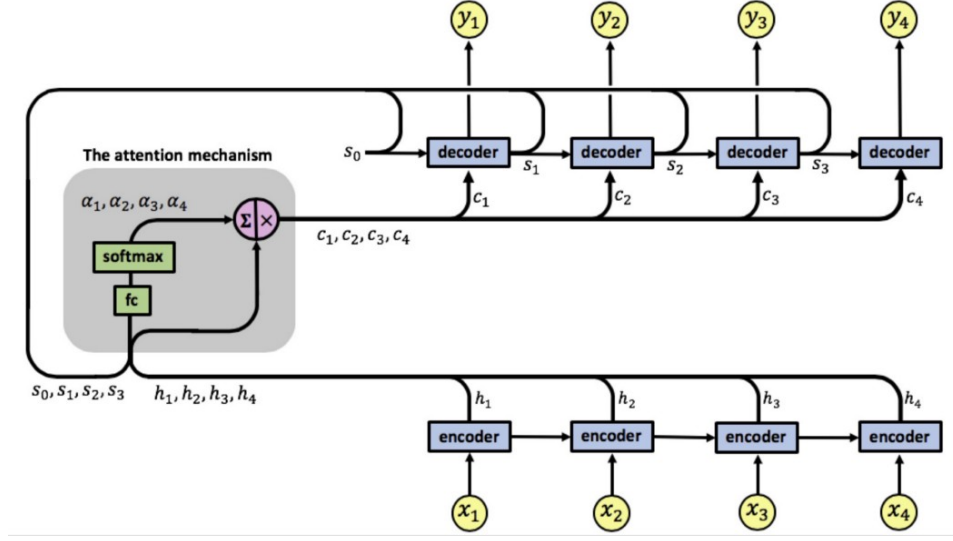 y₁ y₂ y₃ y₄
The attention mechanism
s₀ decoder s₁ decoder s₂ decoder s₃ decoder
α₁, α₂, α₃, α₄
Σ ×
c₁ c₂ c₃ c₄
c₁, c₂, c₃, c₄
softmax
fc
s₀, s₁, s₂, s₃
h₁, h₂, h₃, h₄
h₁ h₂ h₃ h₄
encoder encoder encoder encoder
x₁ x₂ x₃ x₄